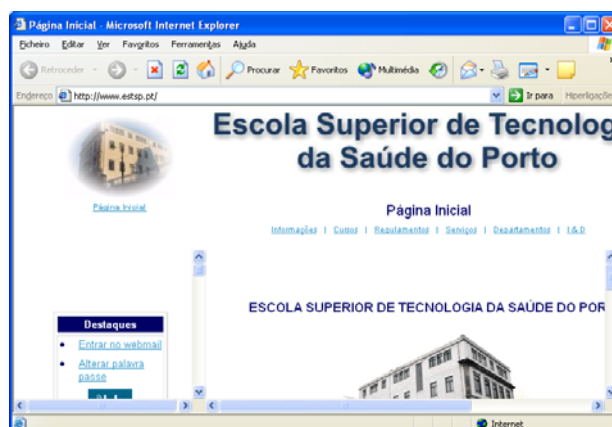 Página Inicial - Microsoft Internet Explorer
Ficheiro Editar Ver Favoritos Ferramentas Ajuda
Retroceder Procurar Favoritos Multimédia
Endereço http://www.estsp.pt/ Ir para Hiperligaçõe
Escola Superior de Tecnolog
da Saúde do Porto
Página Inicial
Página Inicial
Informações | Cursos | Regulamentos | Serviços | Departamentos | I & D
ESCOLA SUPERIOR DE TECNOLOGIA DA SAÚDE DO POR
Destaques
Entrar no webmail
Alterar palavra
passe
Internet